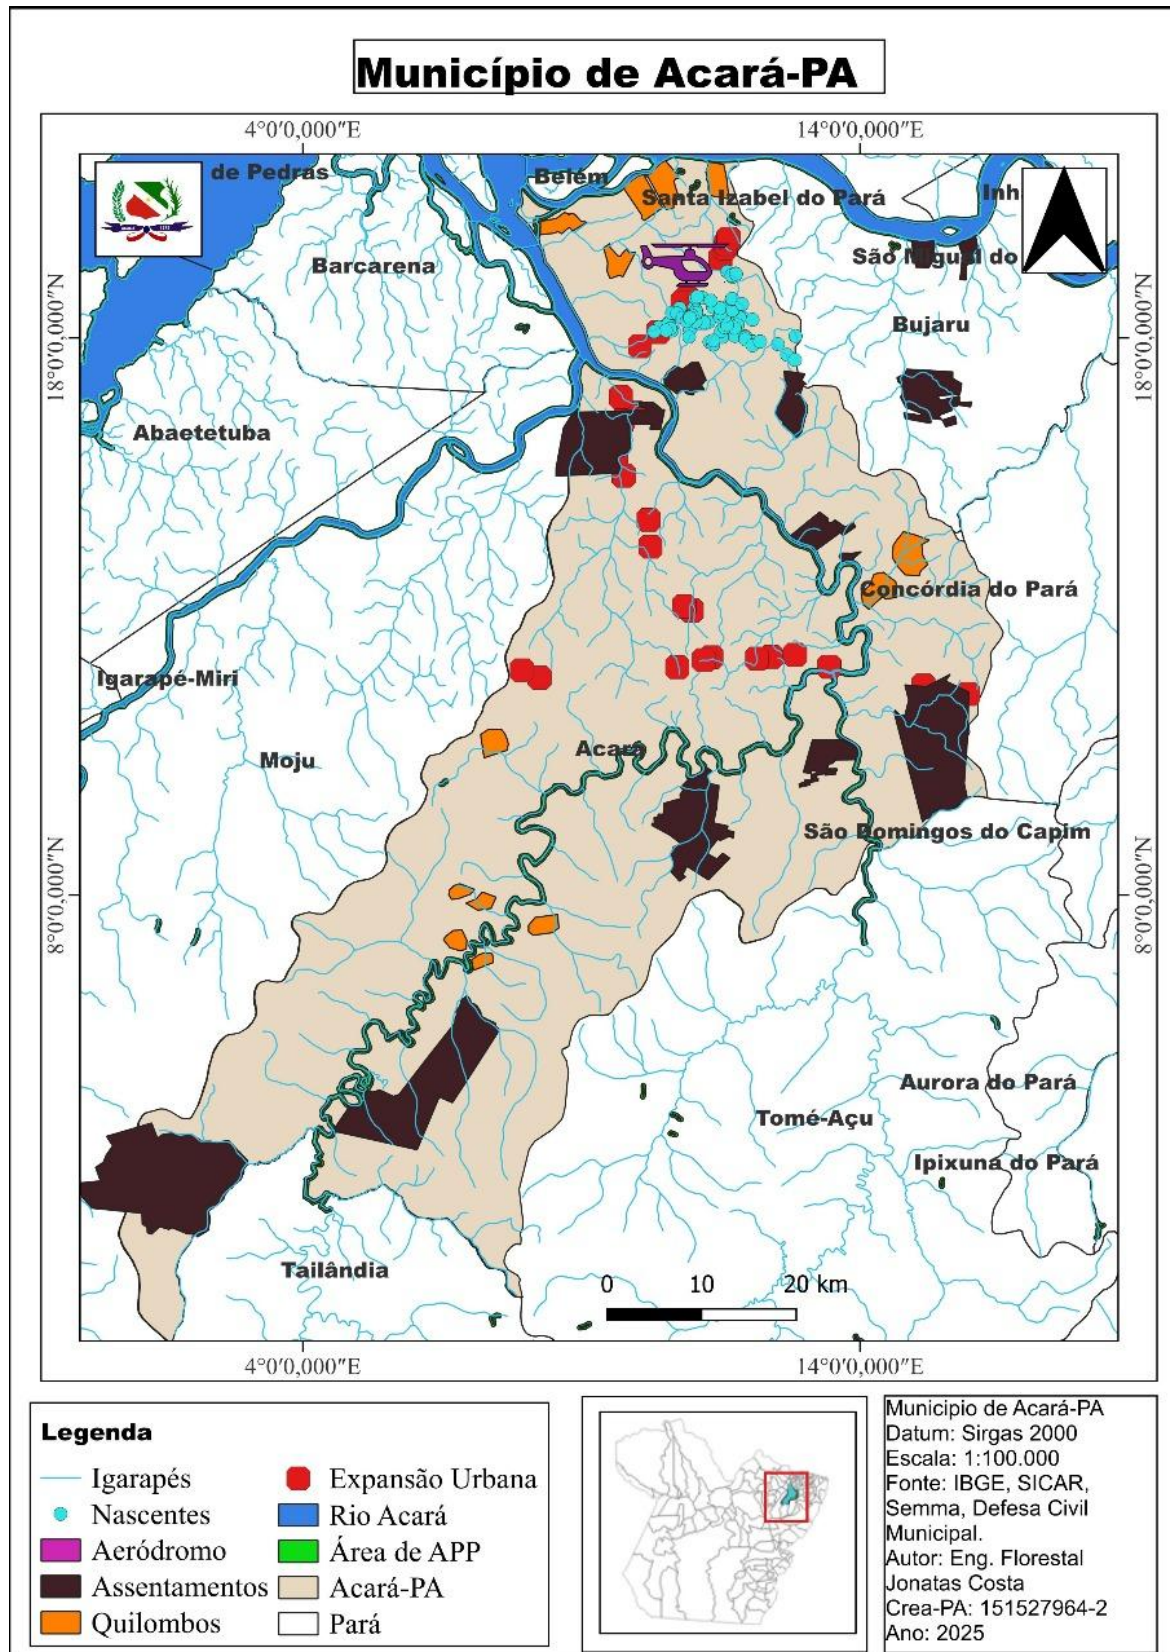 Município de Acará-PA
4°0'0,000"E
14°0'0,000"E
de Pedras
Belém
Santa Izabel do Pará
Inh
São Miguel do
Barcarena
Bujaru
18°0'0,000"N
18°0'0,000"N
Abaetetuba
Concórdia do Pará
Igarapé-Miri
Moju
Acará
São Domingos do Capim
8°0'0,000"N
8°0'0,000"N
Aurora do Pará
Tomé-Açu
Ipixuna do Pará
Tailândia
0 10 20 km
4°0'0,000"E
14°0'0,000"E
Legenda
Igarapés
Nascentes
Aeródromo
Assentamentos
Quilombos
Expansão Urbana
Rio Acará
Área de APP
Acará-PA
Pará
Municipio de Acará-PA
Datum: Sirgas 2000
Escala: 1:100.000
Fonte: IBGE, SICAR,
Semma, Defesa Civil
Municipal.
Autor: Eng. Florestal
Jonatas Costa
Crea-PA: 151527964-2
Ano: 2025